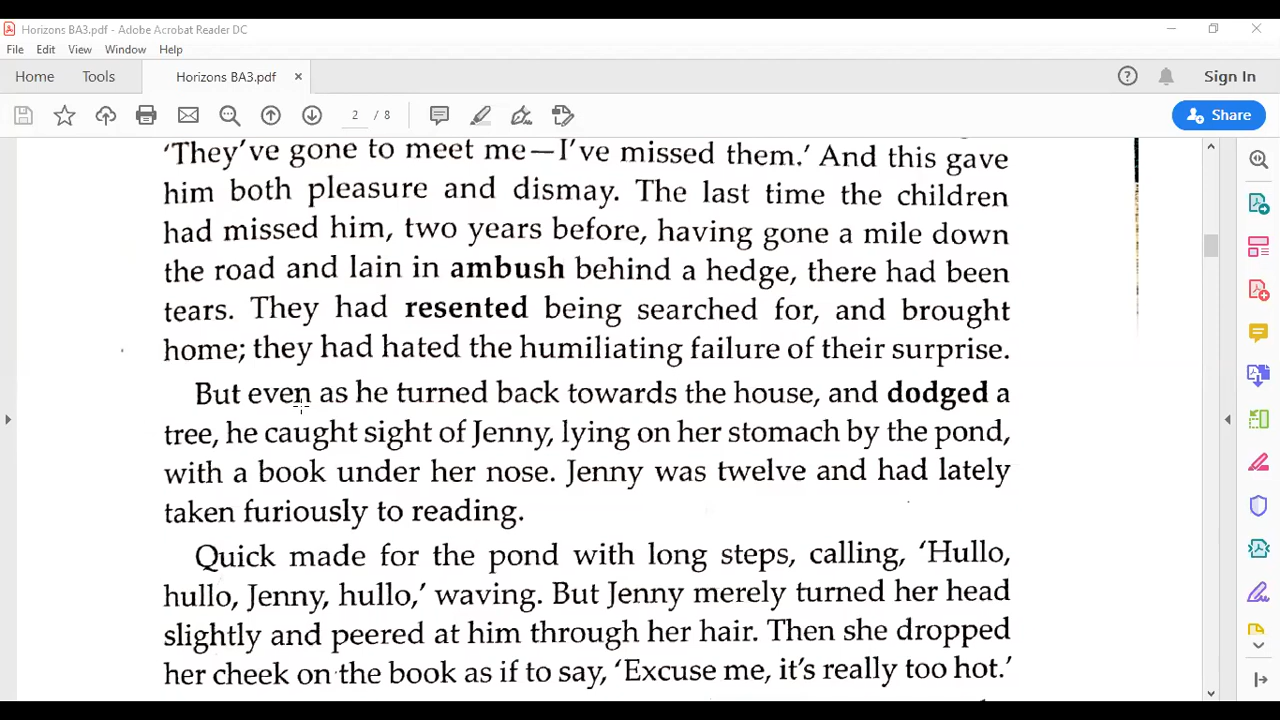 Horizons BA3.pdf - Adobe Acrobat Reader DC
File Edit View Window Help
Home Tools Horizons BA3.pdf × Sign In
2 / 8 Share
'They've gone to meet me—I've missed them.' And this gave
him both pleasure and dismay. The last time the children
had missed him, two years before, having gone a mile down
the road and lain in ambush behind a hedge, there had been
tears. They had resented being searched for, and brought
home; they had hated the humiliating failure of their surprise.
But even as he turned back towards the house, and dodged a
tree, he caught sight of Jenny, lying on her stomach by the pond,
with a book under her nose. Jenny was twelve and had lately
taken furiously to reading.
Quick made for the pond with long steps, calling, 'Hullo,
hullo, Jenny, hullo,' waving. But Jenny merely turned her head
slightly and peered at him through her hair. Then she dropped
her cheek on the book as if to say, 'Excuse me, it's really too hot.'